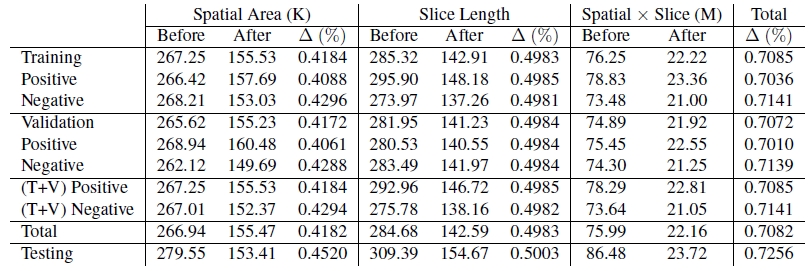 Spatial Area (K) Slice Length Spatial × Slice (M) Total
Before After Δ (%) Before After Δ (%) Before After Δ (%)
Training 267.25 155.53 0.4184 285.32 142.91 0.4983 76.25 22.22 0.7085
Positive 266.42 157.69 0.4088 295.90 148.18 0.4985 78.83 23.36 0.7036
Negative 268.21 153.03 0.4296 273.97 137.26 0.4981 73.48 21.00 0.7141
Validation 265.62 155.23 0.4172 281.95 141.23 0.4984 74.89 21.92 0.7072
Positive 268.94 160.48 0.4061 280.53 140.55 0.4984 75.45 22.55 0.7010
Negative 262.12 149.69 0.4288 283.49 141.97 0.4984 74.30 21.25 0.7139
(T+V) Positive 267.25 155.53 0.4184 292.96 146.72 0.4985 78.29 22.81 0.7085
(T+V) Negative 267.01 152.37 0.4294 275.78 138.16 0.4982 73.64 21.05 0.7141
Total 266.94 155.47 0.4182 284.68 142.59 0.4983 75.99 22.16 0.7082
Testing 279.55 153.41 0.4520 309.39 154.67 0.5003 86.48 23.72 0.7256